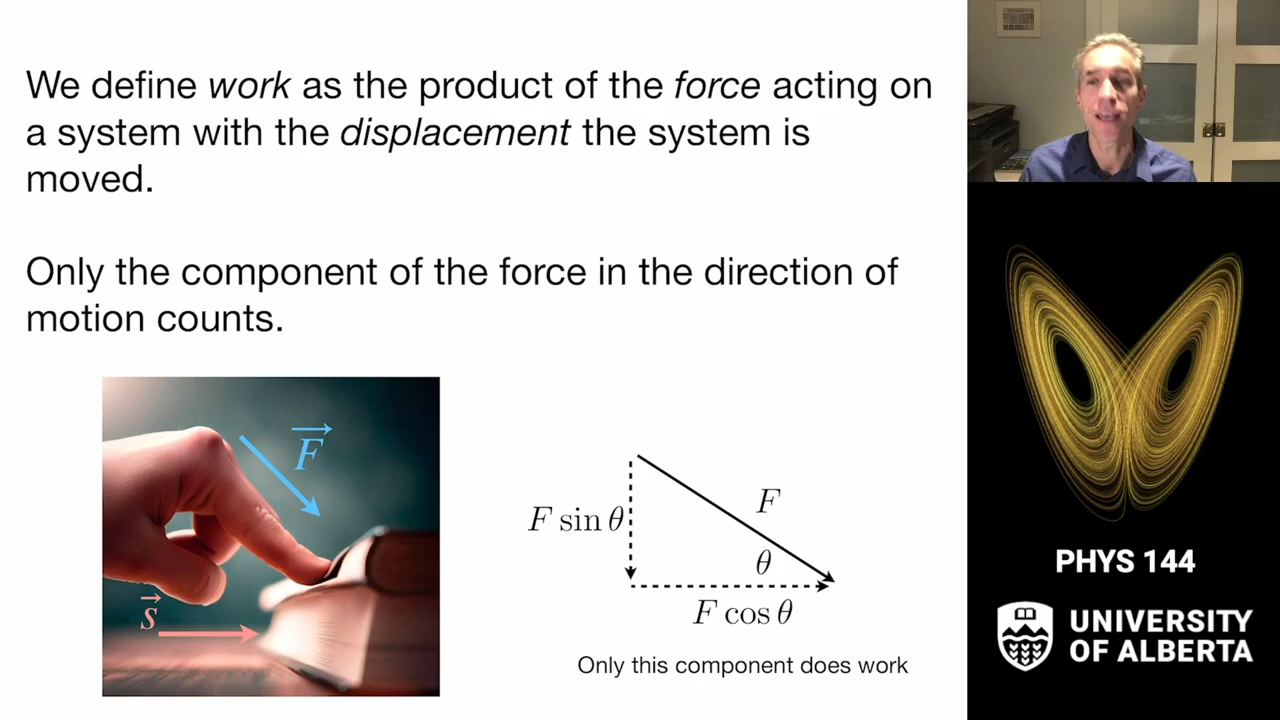 We define work as the product of the force acting on
a system with the displacement the system is
moved.
Only the component of the force in the direction of
motion counts.
F⃗
s⃗
F sin θ
F
θ
F cos θ
Only this component does work
PHYS 144
UNIVERSITY
OF ALBERTA